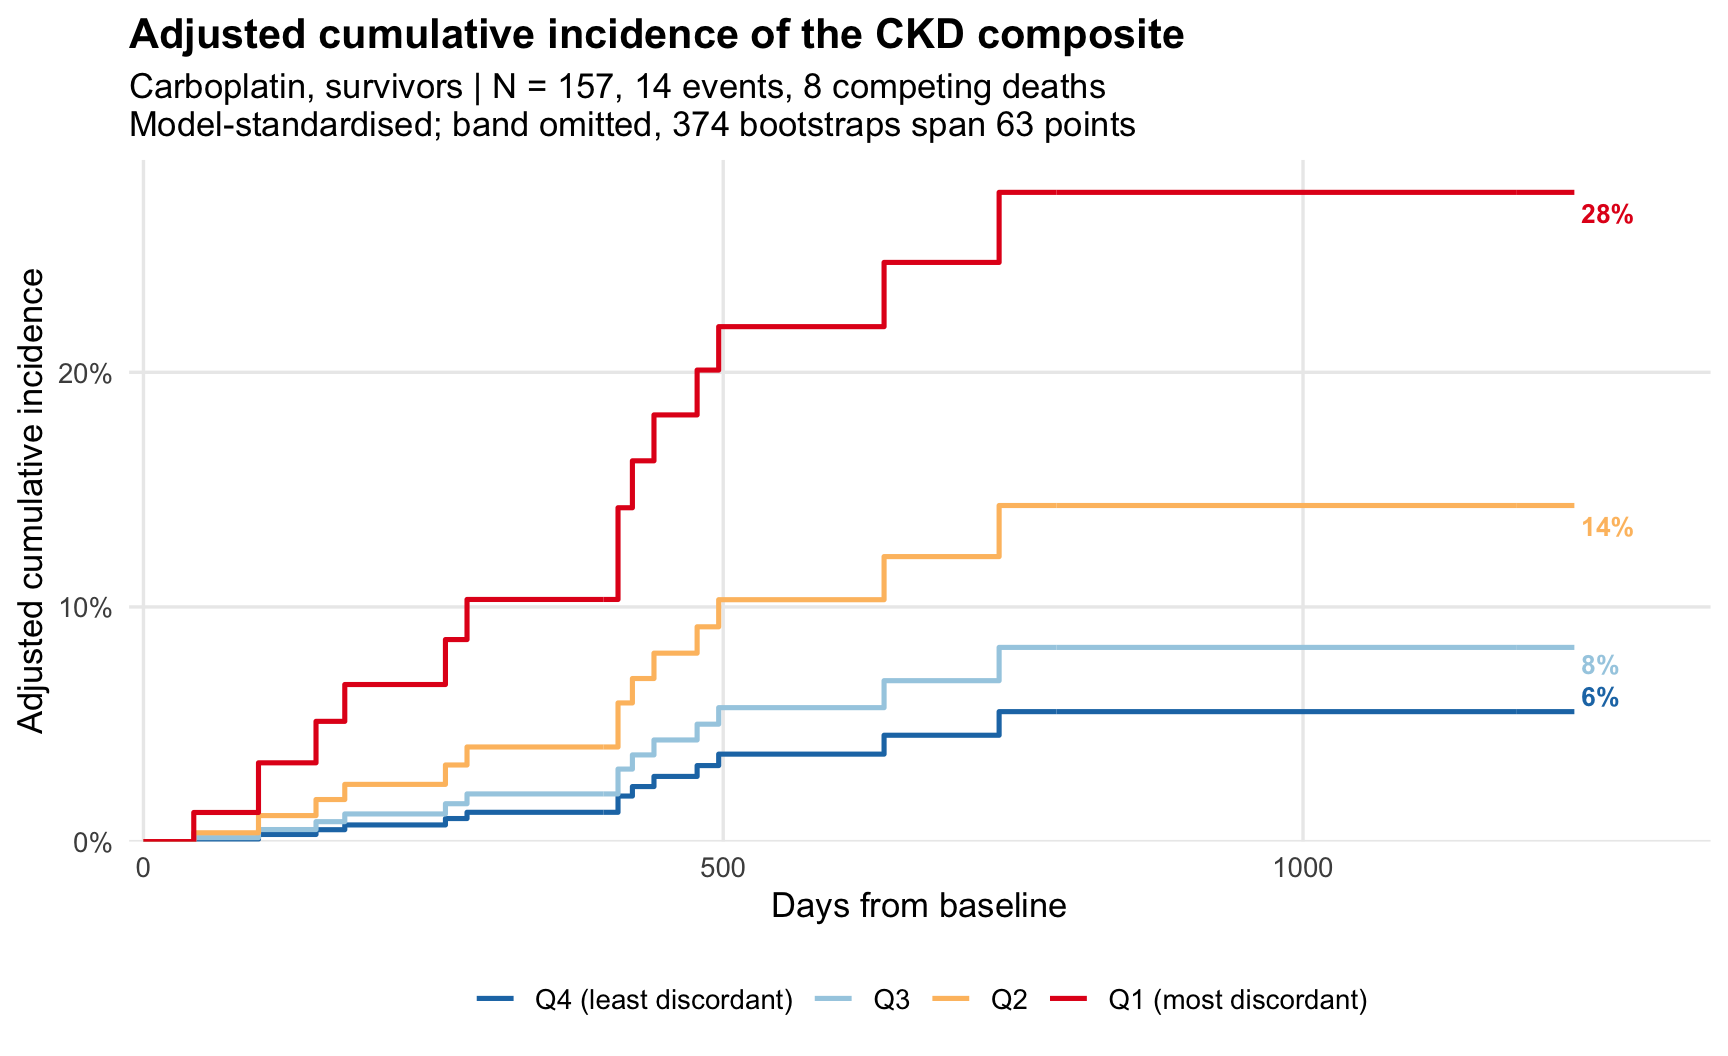 Adjusted cumulative incidence of the CKD composite
Carboplatin, survivors | N = 157, 14 events, 8 competing deaths
Model-standardised; band omitted, 374 bootstraps span 63 points
Adjusted cumulative incidence
20%
10%
0%
28%
14%
8%
6%
0
500
1000
Days from baseline
Q4 (least discordant)
Q3
Q2
Q1 (most discordant)